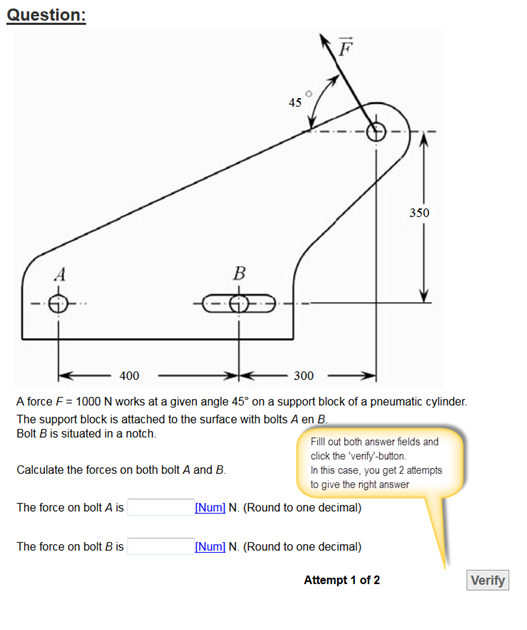 Question:
F
45°
350
A
B
400
300
A force F = 1000 N works at a given angle 45° on a support block of a pneumatic cylinder.
The support block is attached to the surface with bolts A en B.
Bolt B is situated in a notch.
Filll out both answer fields and
click the 'verify'-button.
In this case, you get 2 attempts
to give the right answer
Calculate the forces on both bolt A and B.
The force on bolt A is [Num] N. (Round to one decimal)
The force on bolt B is [Num] N. (Round to one decimal)
Attempt 1 of 2
Verify